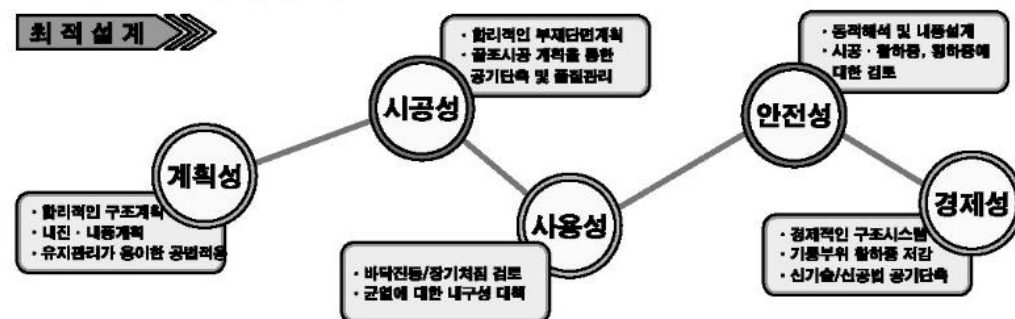 최적설계
계획성
· 합리적인 구조계획
· 내진 · 내풍계획
· 유지관리가 용이한 공법적용
시공성
· 합리적인 부재단면계획
· 골조시공 계획을 통한
공기단축 및 품질관리
사용성
· 바닥진동/장기처짐 검토
· 균열에 대한 내구성 대책
안전성
· 동적해석 및 내풍설계
· 시공 · 활하중, 횡하중에
대한 검토
경제성
· 경제적인 구조시스템
· 기둥부위 활하중 저감
· 신기술/신공법 공기단축